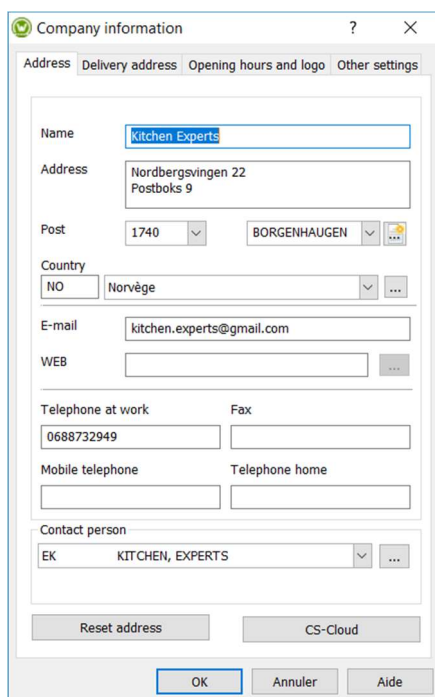 Company information ? X
Address Delivery address Opening hours and logo Other settings
Name Kitchen Experts
Address Nordbergsvingen 22
Postboks 9
Post 1740 BORGENHAUGEN ...
Country
NO Norvège ...
E-mail kitchen.experts@gmail.com
WEB ...
Telephone at work Fax
0688732949
Mobile telephone Telephone home
Contact person
EK KITCHEN, EXPERTS ...
Reset address CS-Cloud
OK Annuler Aide